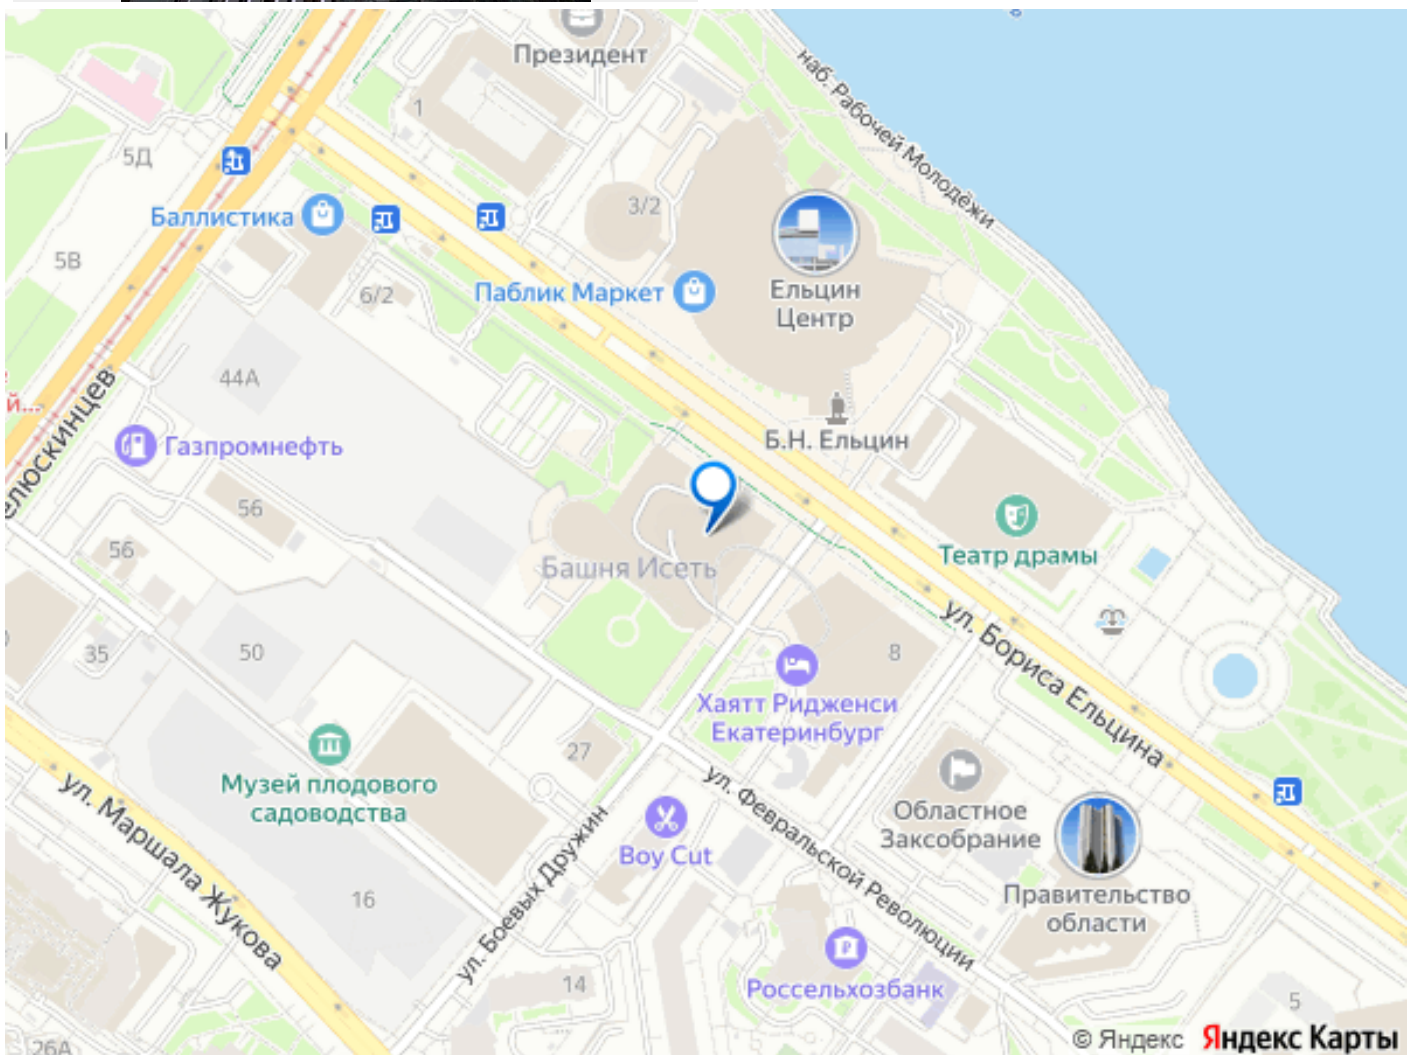 Президент
наб. Рабочей Молодёжи
1
5Д
Баллистика
3/2
5В
6/2
Паблик Маркет
Ельцин
Центр
44А
й...
елюскинцев
Газпромнефть
Б.Н. Ельцин
56
56
Башня Исеть
Театр драмы
ул. Бориса Ельцина
35
50
8
Хаятт Ридженси
Екатеринбург
27
Музей плодового
садоводства
ул. Маршала Жукова
ул. Февральской Революции
Областное
Заксобрание
Boy Cut
ул. Боевых Дружин
16
Правительство
области
14
Россельхозбанк
5
26А
© Яндекс Яндекс Карты